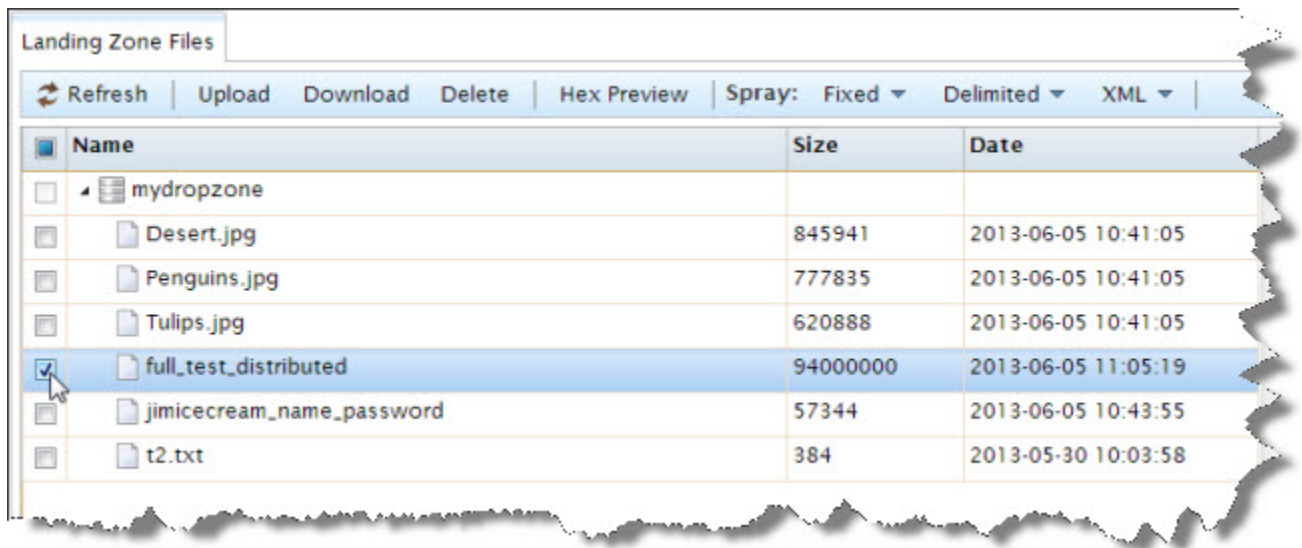 Landing Zone Files
Refresh Upload Download Delete Hex Preview Spray: Fixed Delimited XML
Name Size Date
mydropzone
Desert.jpg 845941 2013-06-05 10:41:05
Penguins.jpg 777835 2013-06-05 10:41:05
Tulips.jpg 620888 2013-06-05 10:41:05
full_test_distributed 94000000 2013-06-05 11:05:19
jimicecream_name_password 57344 2013-06-05 10:43:55
t2.txt 384 2013-05-30 10:03:58